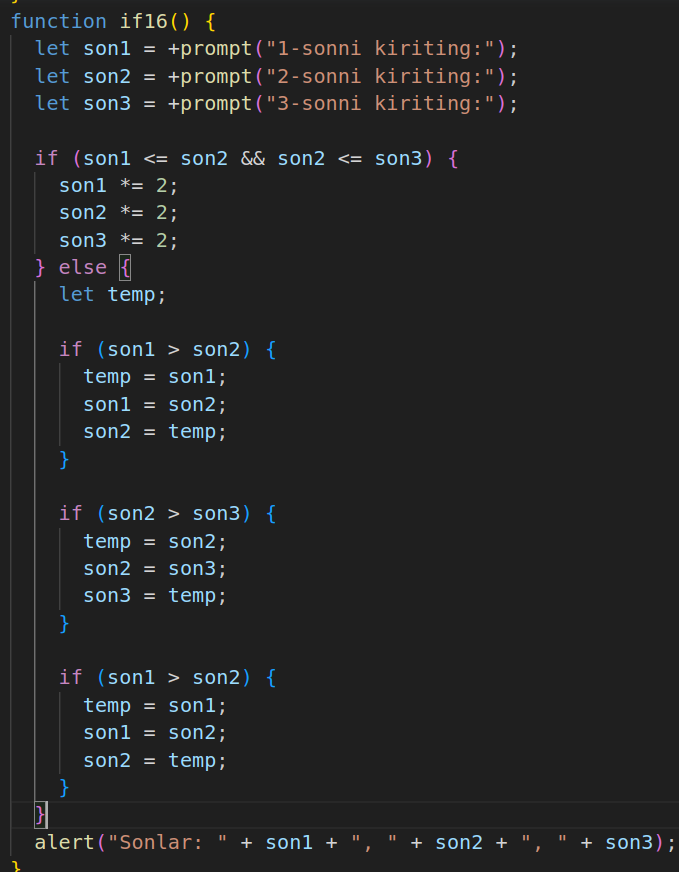 function if16() {
  let son1 = +prompt("1-sonni kiriting:");
  let son2 = +prompt("2-sonni kiriting:");
  let son3 = +prompt("3-sonni kiriting:");

  if (son1 <= son2 && son2 <= son3) {
    son1 *= 2;
    son2 *= 2;
    son3 *= 2;
  } else {
    let temp;

    if (son1 > son2) {
      temp = son1;
      son1 = son2;
      son2 = temp;
    }

    if (son2 > son3) {
      temp = son2;
      son2 = son3;
      son3 = temp;
    }

    if (son1 > son2) {
      temp = son1;
      son1 = son2;
      son2 = temp;
    }
  }
  alert("Sonlar: " + son1 + ", " + son2 + ", " + son3);
}